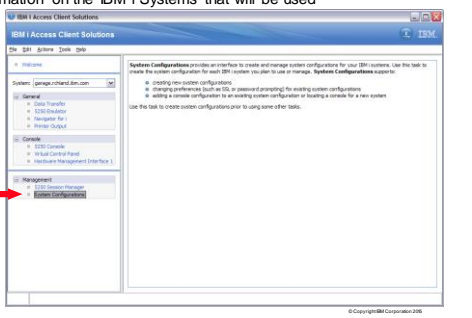 mation on the IBM i Systems that will be used
IBM i Access Client Solutions
IBM i Access Client Solutions
IBM
File Edit Actions Tools Help
Welcome
System: garage.rchland.ibm.com
General
Data Transfer
5250 Emulator
Navigator for i
Printer Output
Console
5250 Console
Virtual Control Panel
Hardware Management Interface 1
Management
5250 Session Manager
System Configurations
System Configurations provides an interface to create and manage system configurations for your IBM i systems. Use this task to
create the system configuration for each IBM i system you plan to use or manage. System Configurations supports:
creating new system configurations
changing preferences (such as SSL or password prompting) for existing system configurations
adding a console configuration to an existing system configuration or locating a console for a new system
Use this task to create system configurations prior to using some other tasks.
© Copyright IBM Corporation 2015